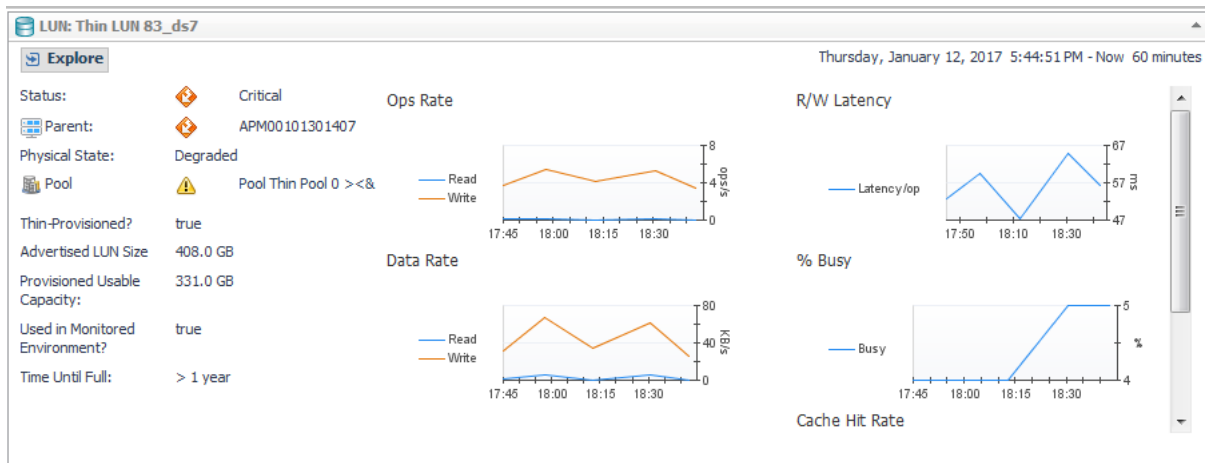 LUN: Thin LUN 83_ds7
Explore
Thursday, January 12, 2017 5:44:51 PM - Now 60 minutes
Status: Critical
Parent: APM00101301407
Physical State: Degraded
Pool Pool Thin Pool 0 ><&
Thin-Provisioned? true
Advertised LUN Size 408.0 GB
Provisioned Usable Capacity: 331.0 GB
Used in Monitored Environment? true
Time Until Full: > 1 year
Ops Rate
Read
Write
8
4
0
ops/s
17:45 18:00 18:15 18:30
Data Rate
Read
Write
80
40
0
KB/s
17:45 18:00 18:15 18:30
R/W Latency
Latency/op
67
57
47
ms
17:50 18:10 18:30
% Busy
Busy
5
4
%
17:45 18:00 18:15 18:30
Cache Hit Rate